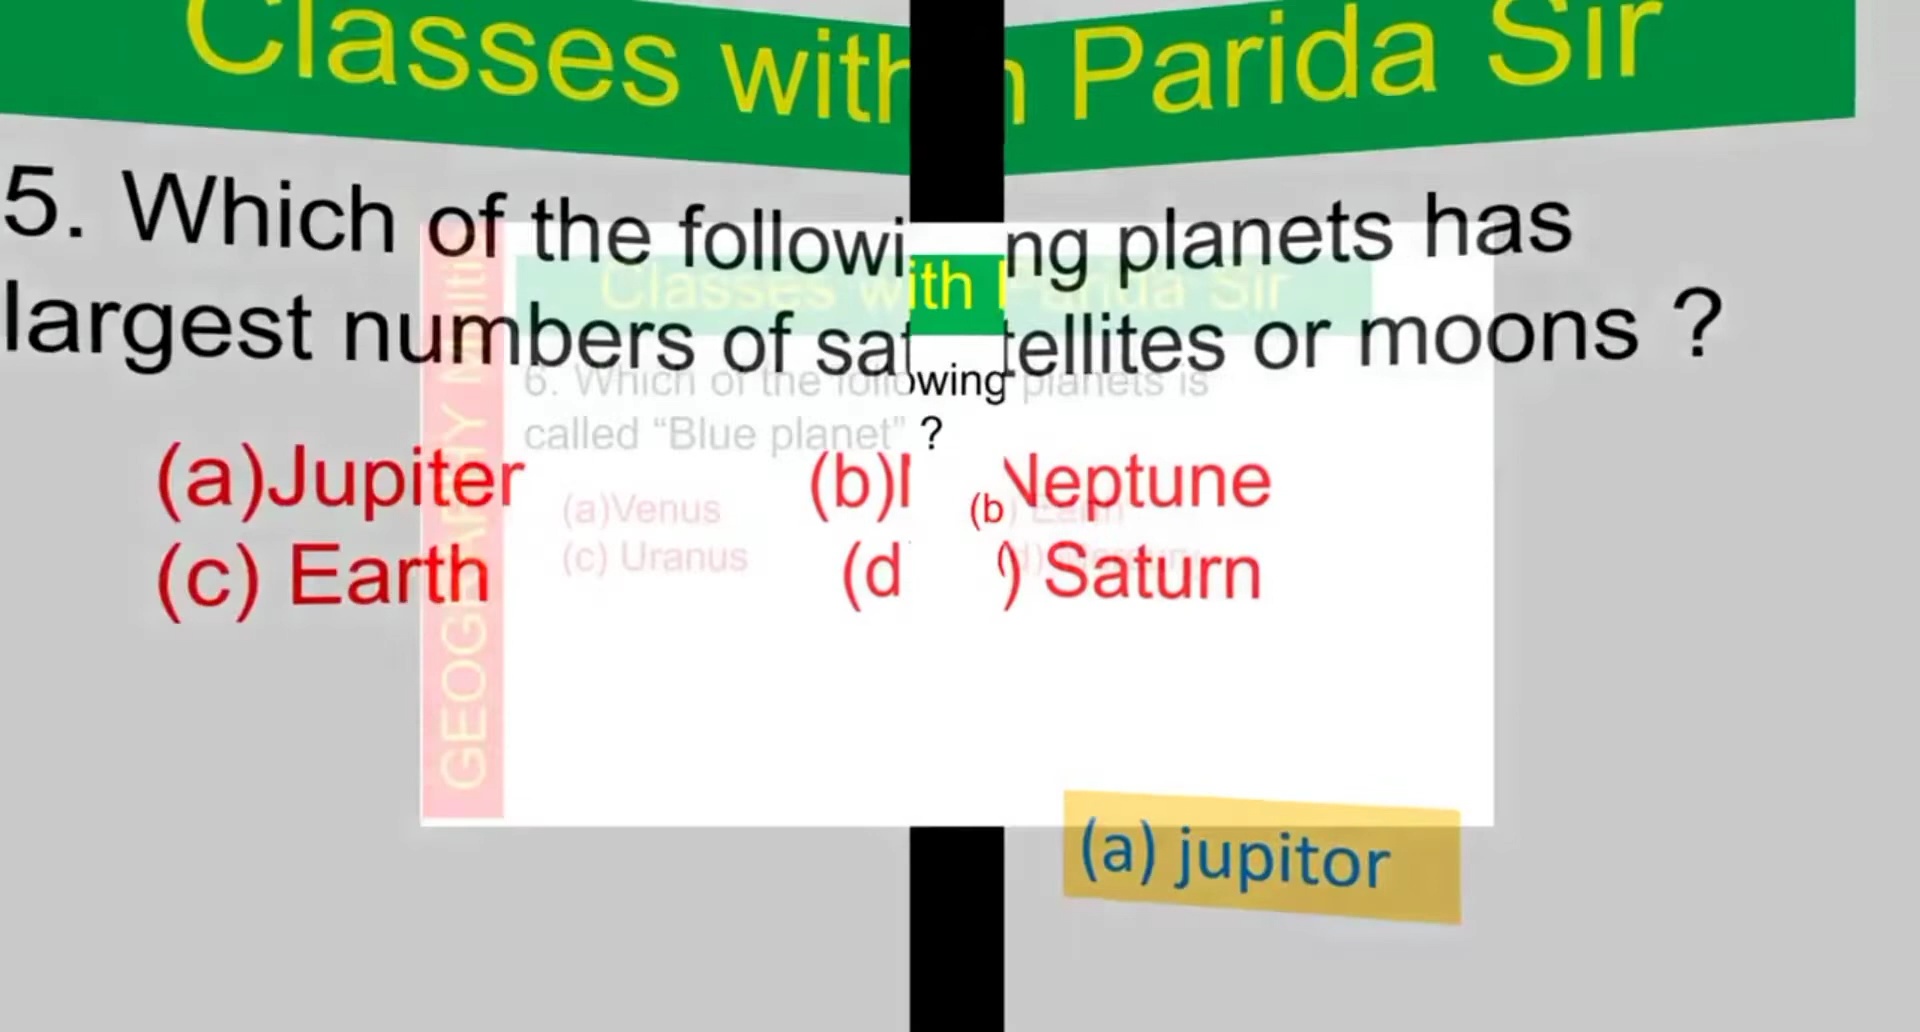 Classes with Parida Sir
5. Which of the following planets has
largest numbers of satellites or moons ?
(a)Jupiter (b)Neptune
(c) Earth (d) Saturn
(a) jupitor
GEOGRAPHY
Classes with Parida Sir
6. Which of the following planets is
called “Blue planet” ?
(a)Venus (b) Earth
(c) Uranus (d)